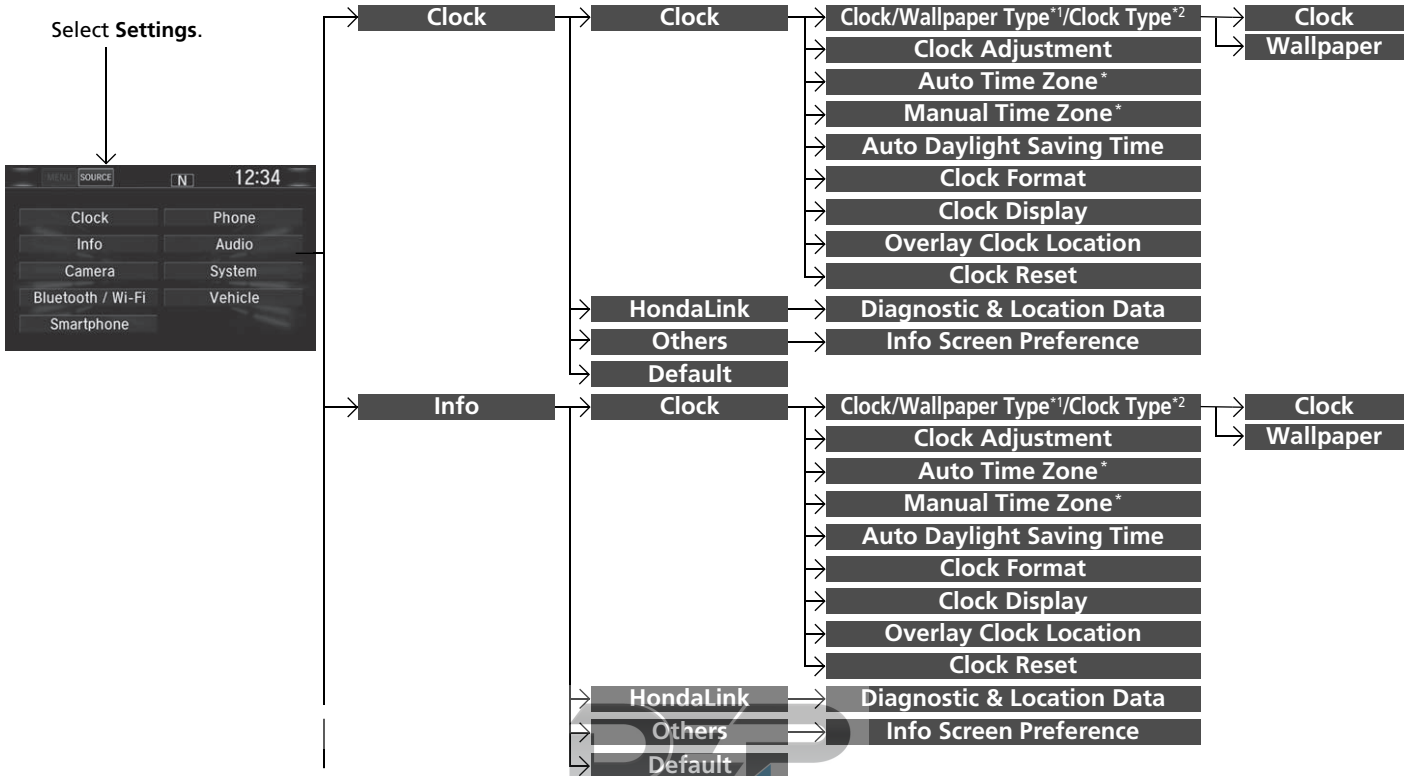 Select Settings.
MENU SOURCE N 12:34
Clock Phone
Info Audio
Camera System
Bluetooth / Wi-Fi Vehicle
Smartphone
Clock
Clock
Clock/Wallpaper Type*1/Clock Type*2
Clock
Wallpaper
Clock Adjustment
Auto Time Zone*
Manual Time Zone*
Auto Daylight Saving Time
Clock Format
Clock Display
Overlay Clock Location
Clock Reset
HondaLink
Diagnostic & Location Data
Others
Info Screen Preference
Default
Info
Clock
Clock/Wallpaper Type*1/Clock Type*2
Clock
Wallpaper
Clock Adjustment
Auto Time Zone*
Manual Time Zone*
Auto Daylight Saving Time
Clock Format
Clock Display
Overlay Clock Location
Clock Reset
HondaLink
Diagnostic & Location Data
Others
Info Screen Preference
Default